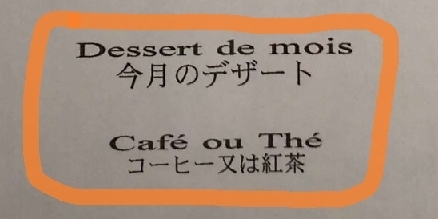 Dessert de mois
今月のデザート
Café ou Thé
コーヒー又は紅茶